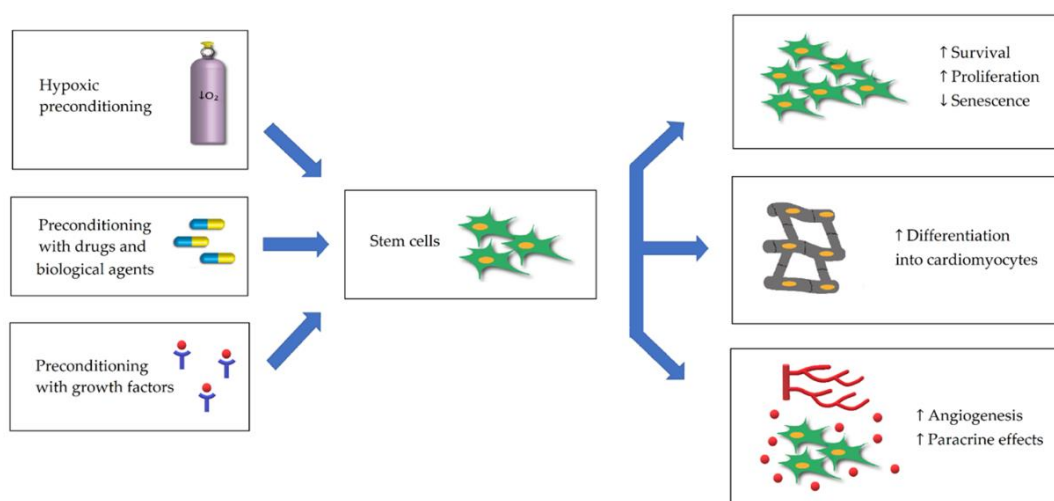 Hypoxic
preconditioning
↓O₂
Preconditioning
with drugs and
biological agents
Preconditioning
with growth factors
Stem cells
↑ Survival
↑ Proliferation
↓ Senescence
↑ Differentiation
into cardiomyocytes
↑ Angiogenesis
↑ Paracrine effects